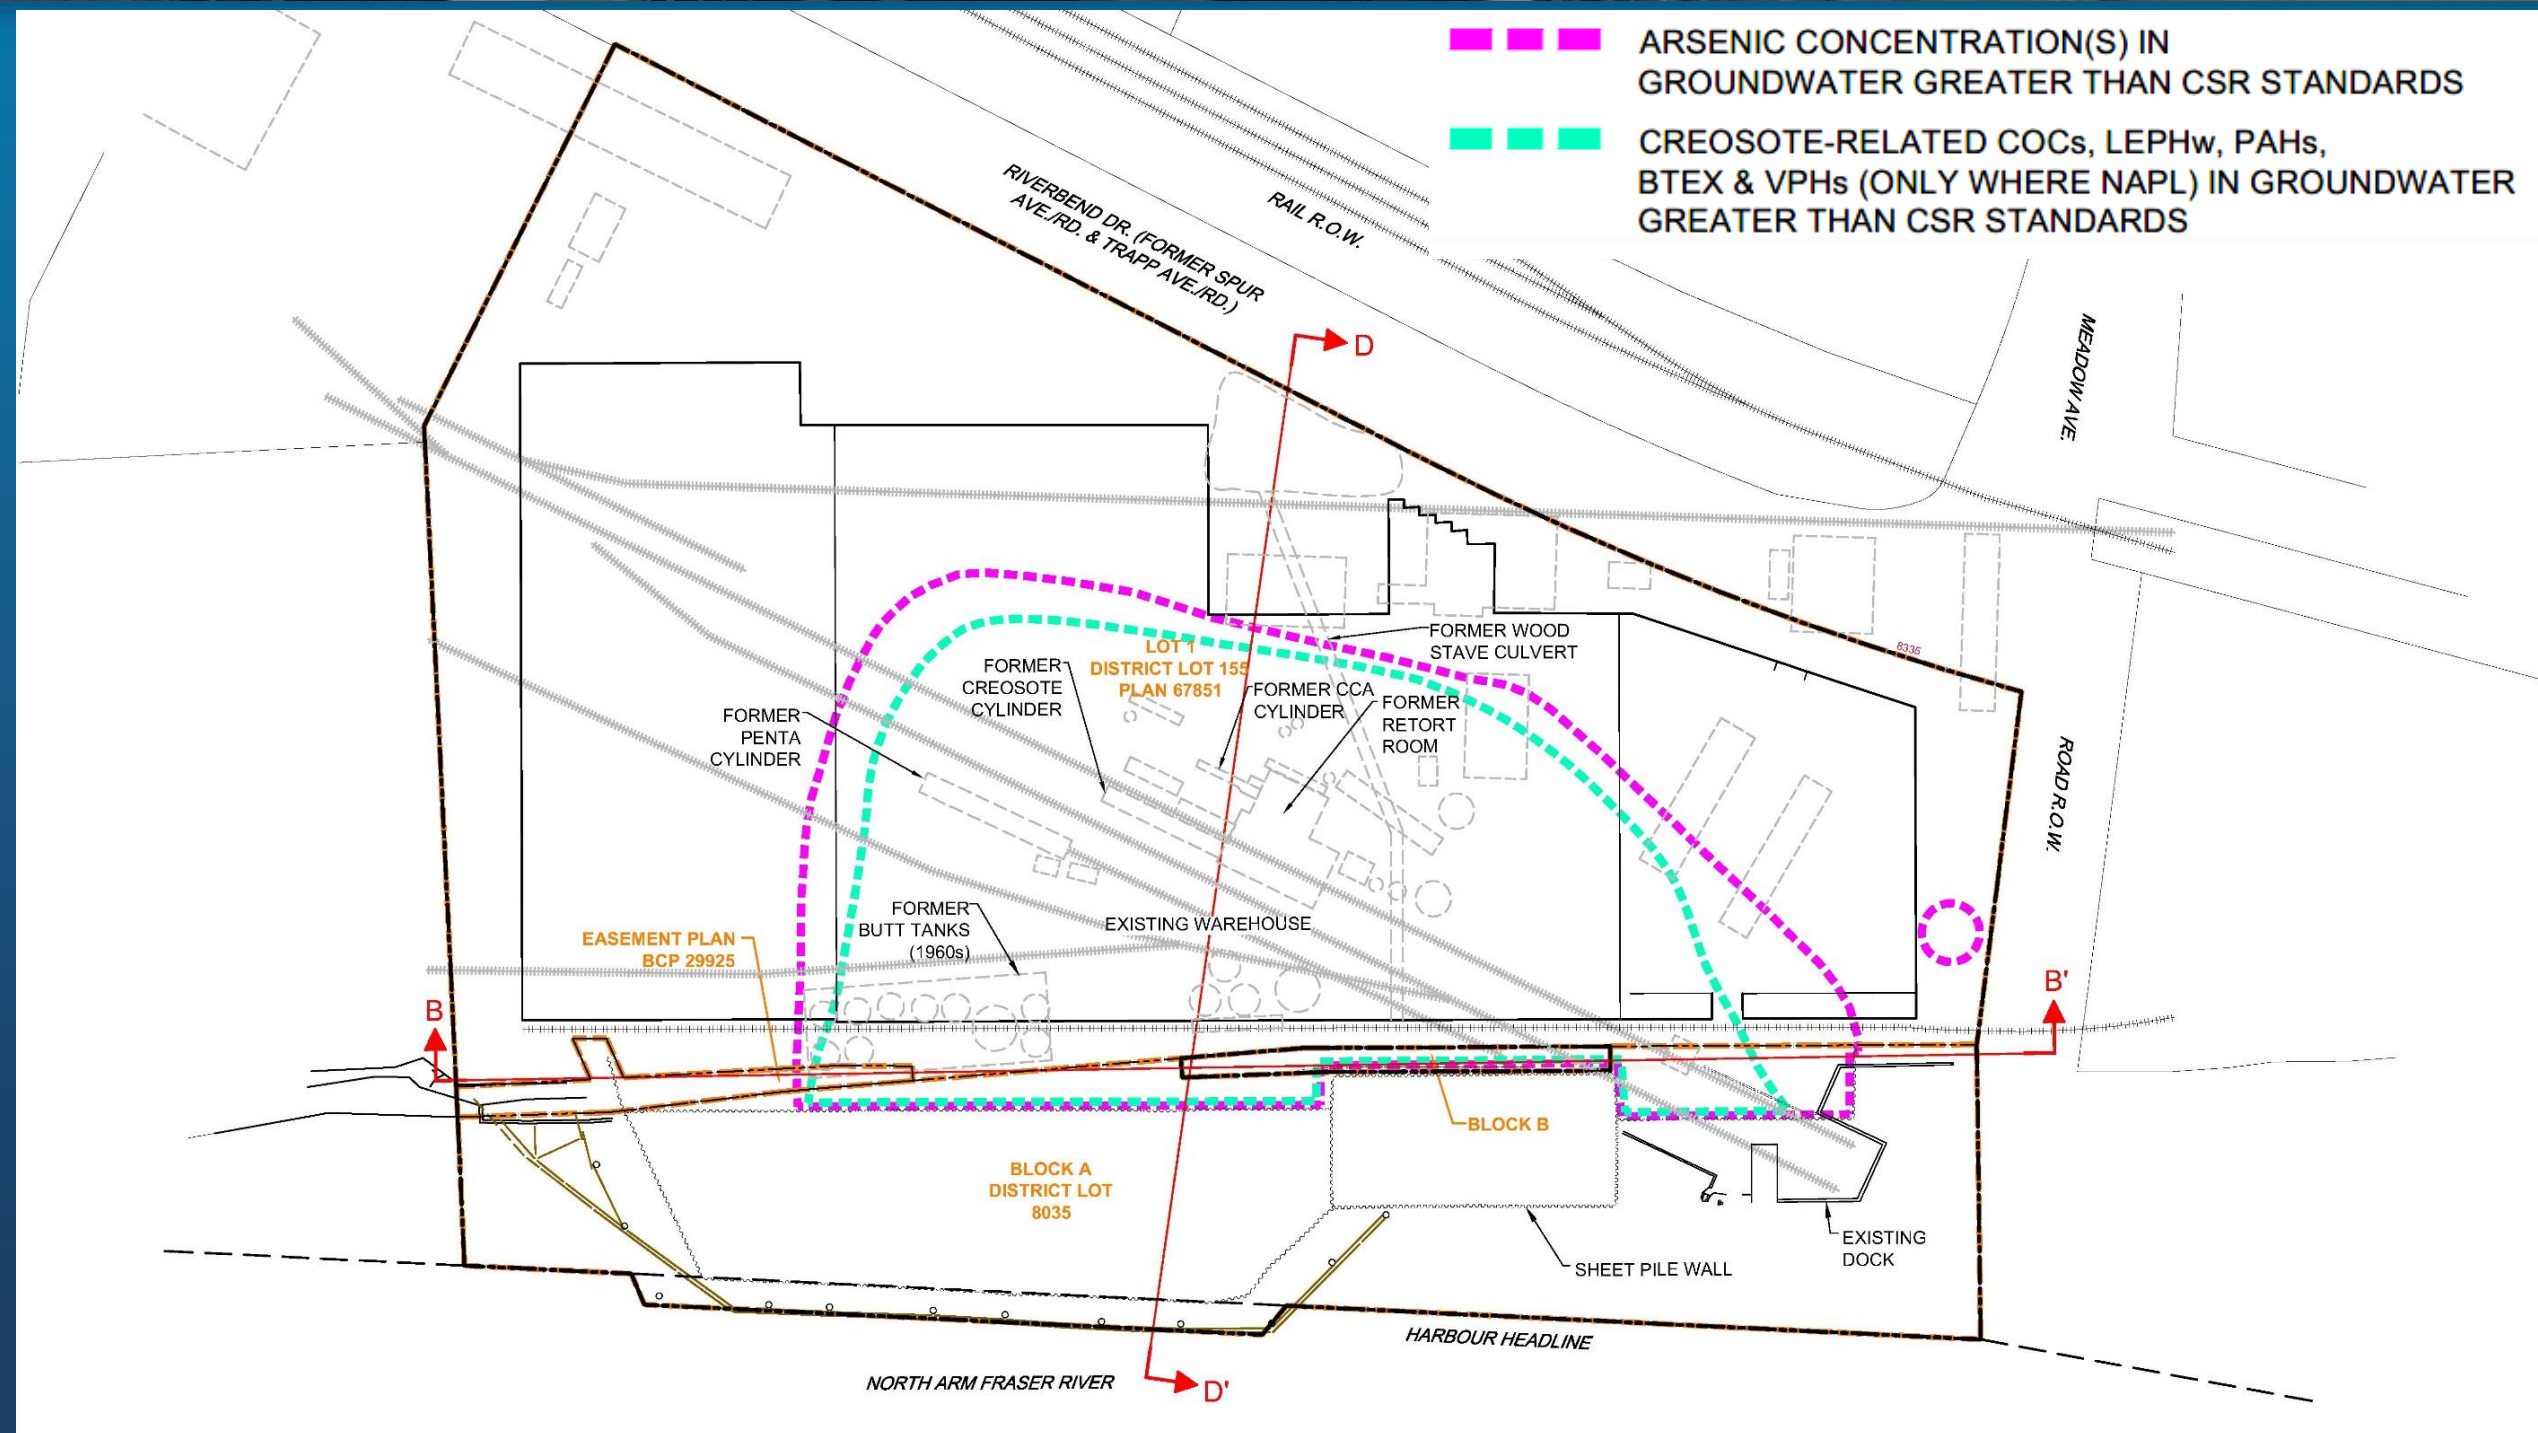 ARSENIC CONCENTRATION(S) IN
GROUNDWATER GREATER THAN CSR STANDARDS
CREOSOTE-RELATED COCs, LEPHw, PAHs,
BTEX & VPHs (ONLY WHERE NAPL) IN GROUNDWATER
GREATER THAN CSR STANDARDS
RIVERBEND DR. (FORMER SPUR
AVE./RD. & TRAPP AVE./RD.)
RAIL R.O.W.
MEADOW AVE.
D
8335
FORMER WOOD
STAVE CULVERT
LOT 1
DISTRICT LOT 155
PLAN 67851
FORMER
CREOSOTE
CYLINDER
FORMER CCA
CYLINDER
FORMER
RETORT
ROOM
FORMER
PENTA
CYLINDER
ROAD R.O.W.
FORMER
BUTT TANKS
(1960s)
EXISTING WAREHOUSE
EASEMENT PLAN
BCP 29925
B
B'
BLOCK B
BLOCK A
DISTRICT LOT
8035
EXISTING
DOCK
SHEET PILE WALL
HARBOUR HEADLINE
NORTH ARM FRASER RIVER
D'